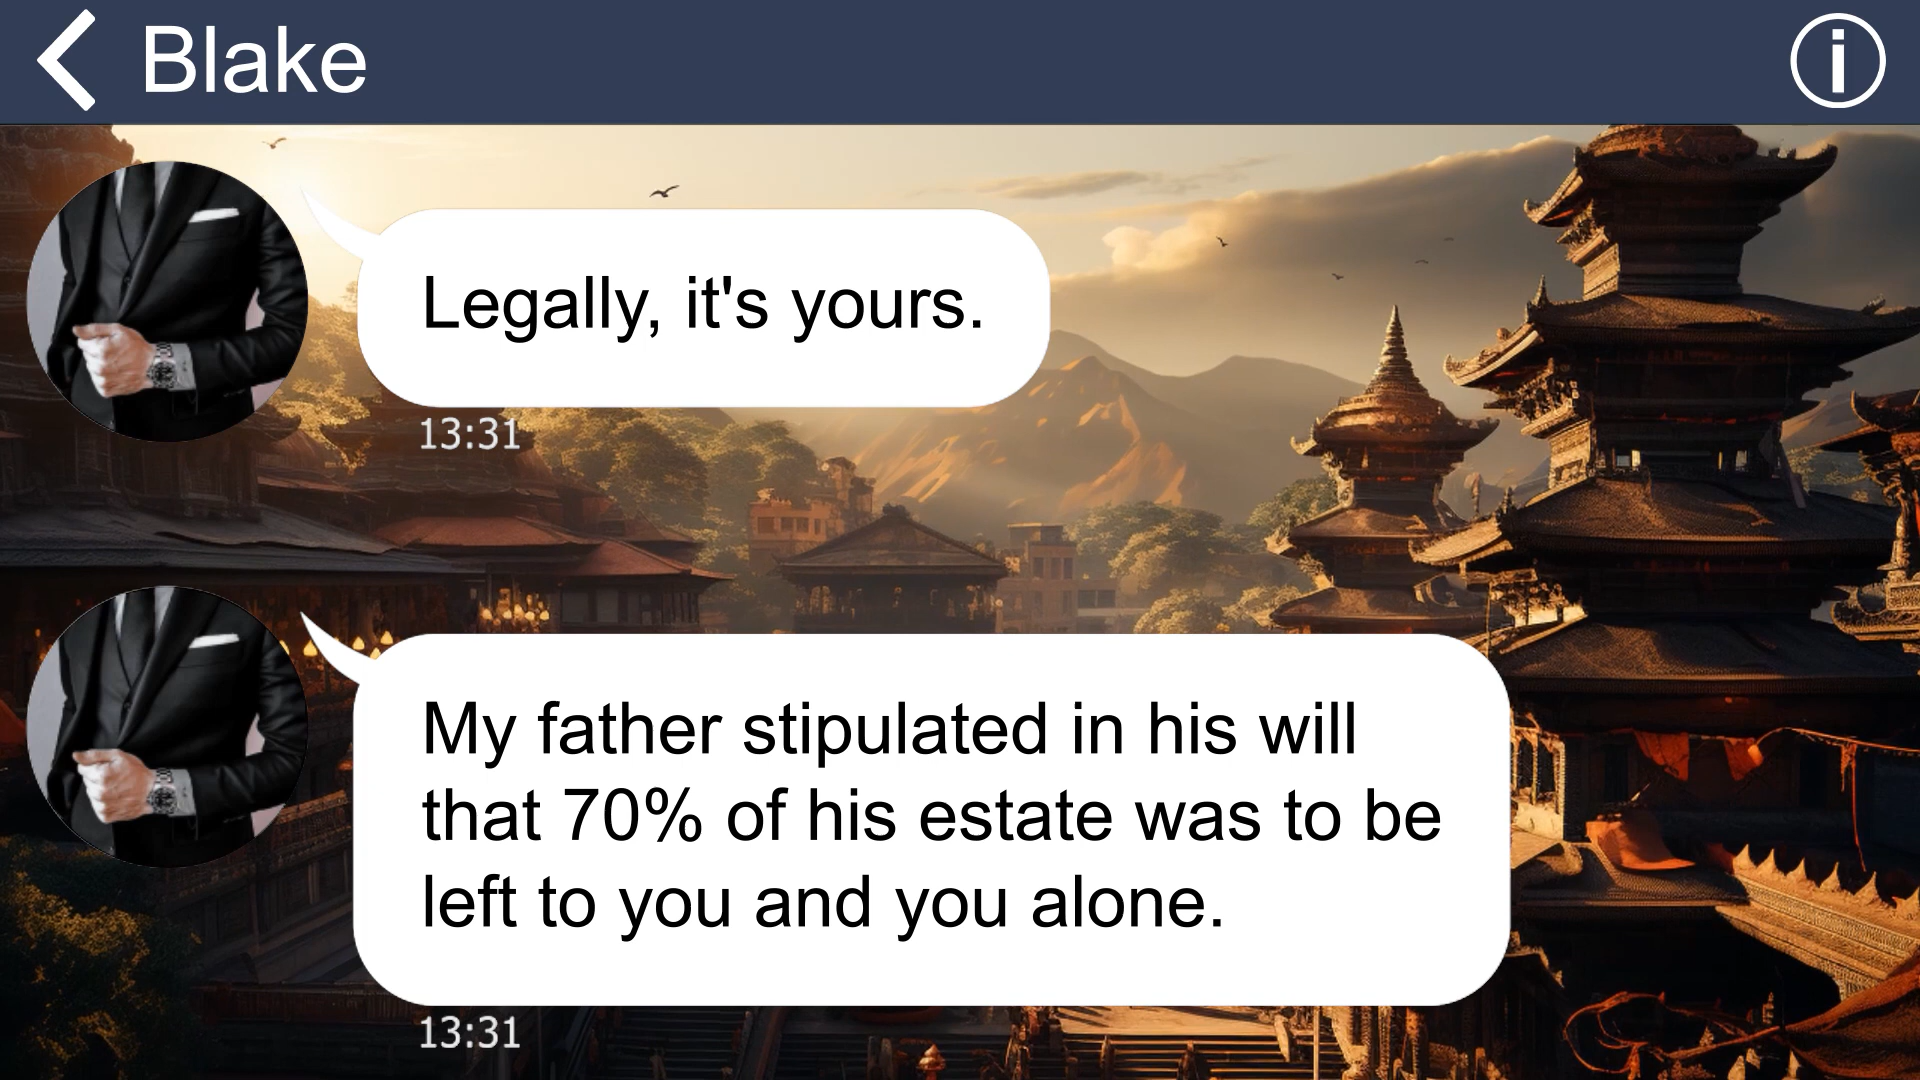 Blake
Legally, it's yours.
13:31
My father stipulated in his will
that 70% of his estate was to be
left to you and you alone.
13:31